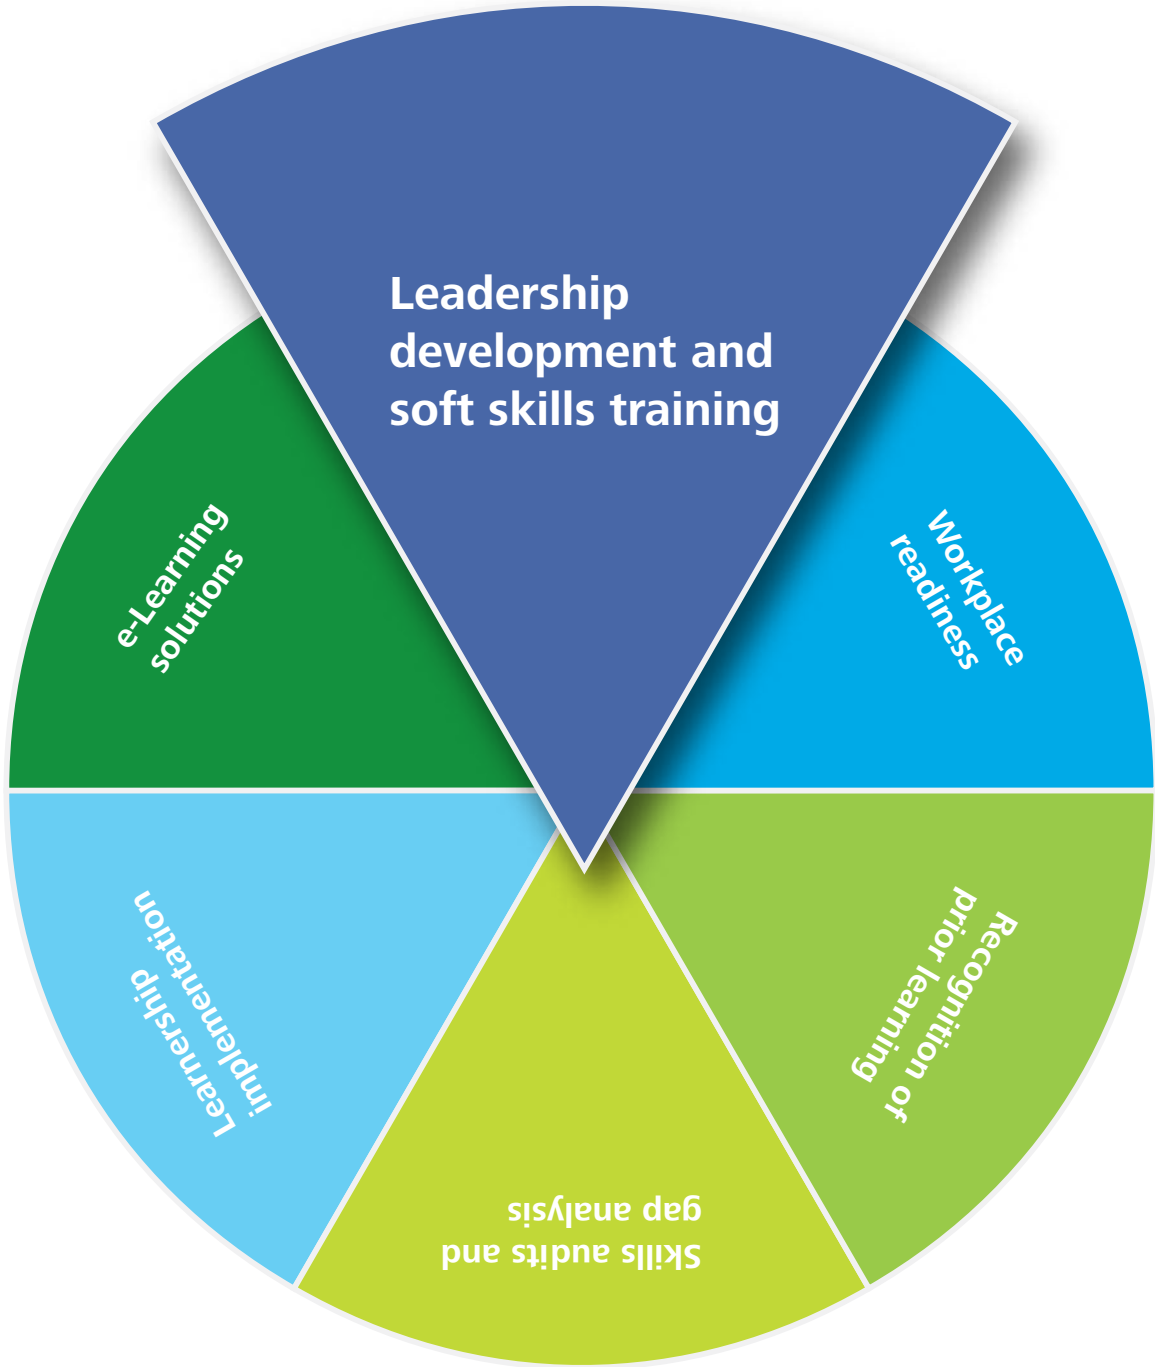 Leadership
development and
soft skills training
Workplace
readiness
Recognition of
prior learning
Skills audits and
gap analysis
Learnership
implementation
e-Learning
solutions